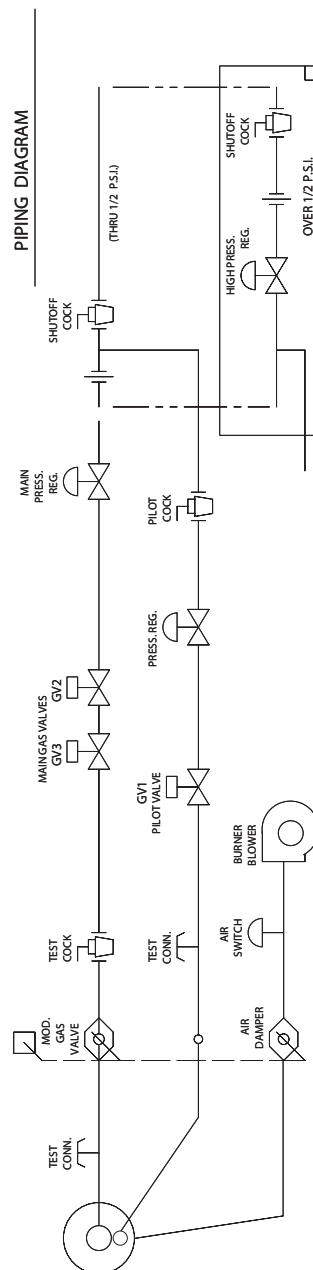 PIPING DIAGRAM
TEST
CONN.
MOD.
GAS
VALVE
TEST
COCK
MAIN GAS VALVES
GV3
GV2
MAIN
PRESS.
REG.
SHUTOFF
COCK
(THRU 1/2 P.S.I.)
TEST
CONN.
GV1
PILOT VALVE
PRESS. REG.
PILOT
COCK
AIR
DAMPER
AIR
SWITCH
BURNER
BLOWER
HIGH PRESS.
REG.
SHUTOFF
COCK
OVER 1/2 P.S.I.